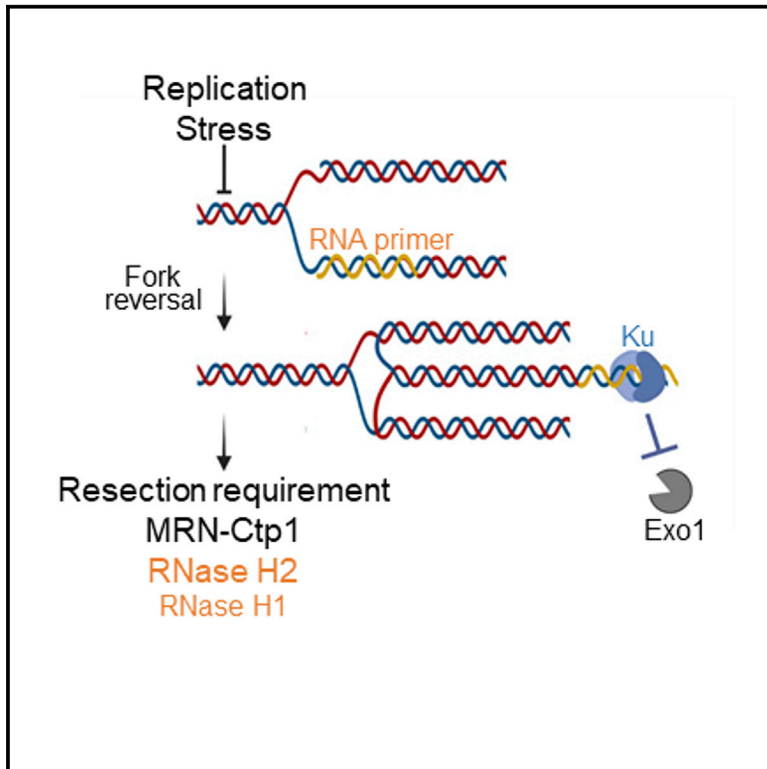 Replication
Stress
RNA primer
Fork
reversal
Ku
Exo1
Resection requirement
MRN-Ctp1
RNase H2
RNase H1